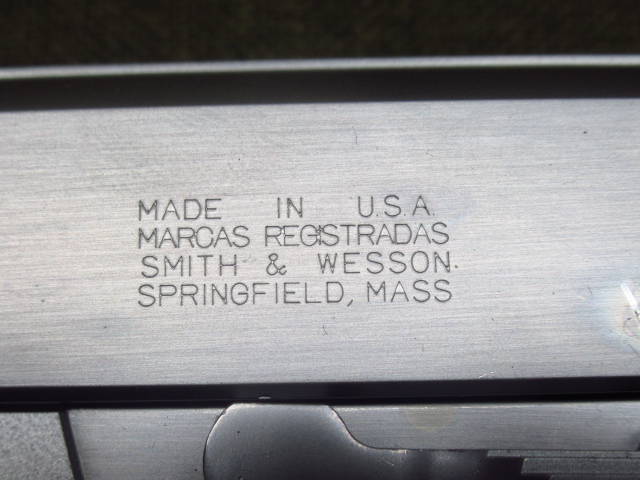 MADE IN U.S.A.
MARCAS REGISTRADAS
SMITH & WESSON.
SPRINGFIELD, MASS